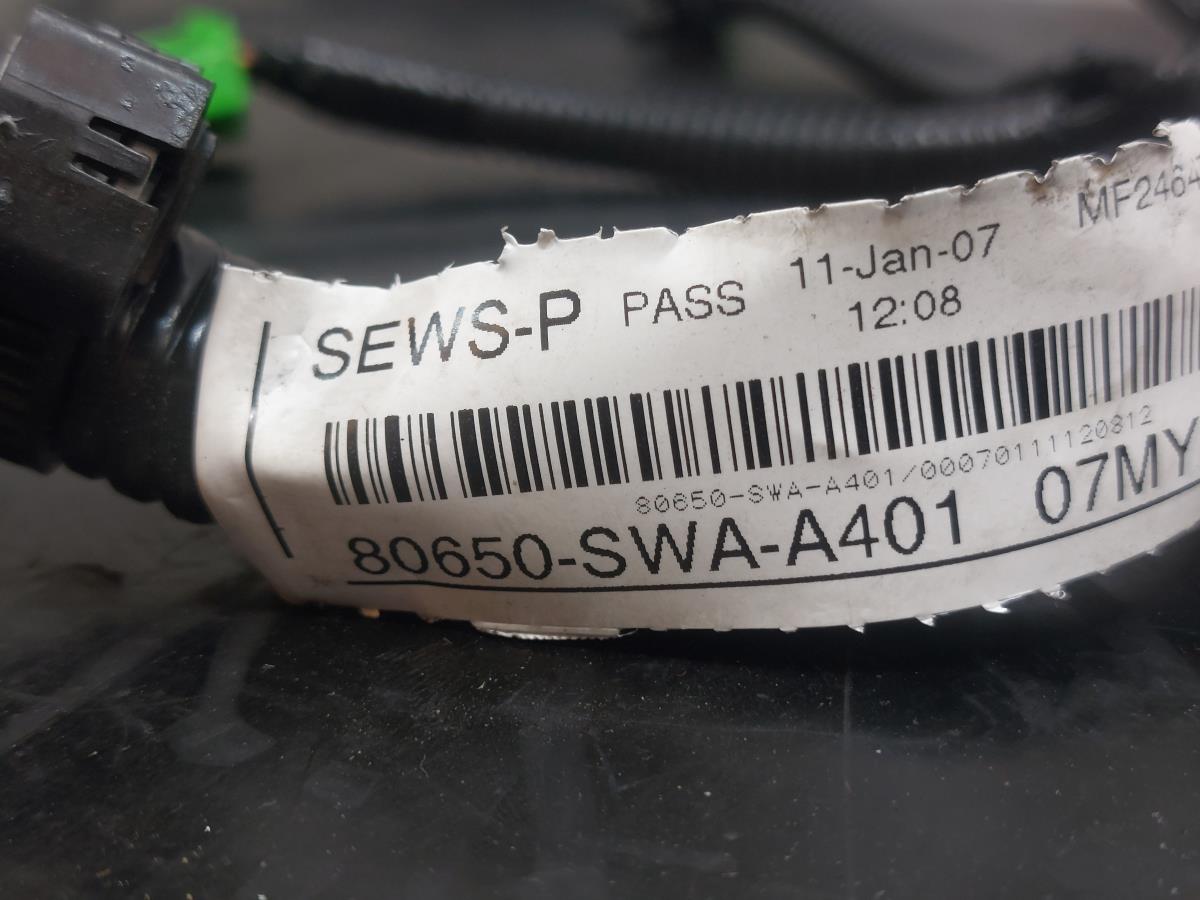 SEWS-P PASS 11-Jan-07 MF2464
12:08
80650-SWA-A401/00070111120812
80650-SWA-A401 07MY